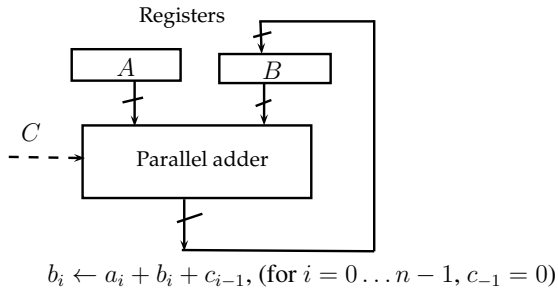 Registers
A
B
C
Parallel adder
b_i ← a_i + b_i + c_{i−1}, (for i = 0 … n − 1, c_{−1} = 0)